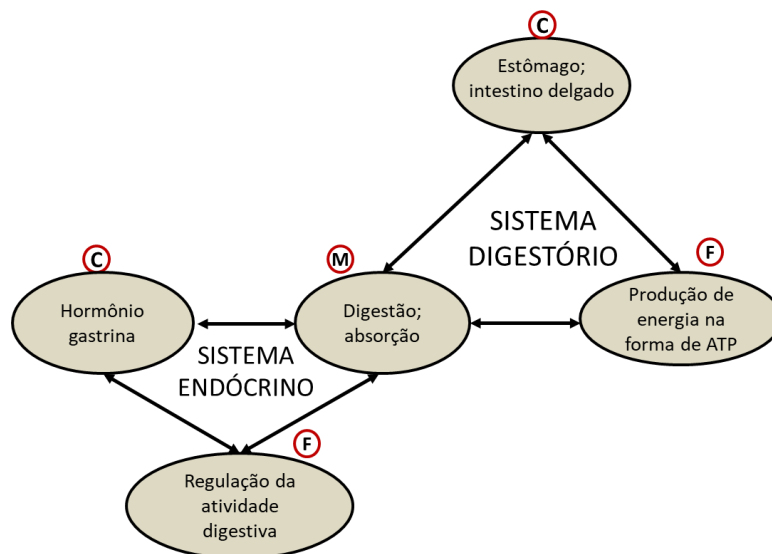 C
Estômago;
intestino delgado
SISTEMA
DIGESTÓRIO
F
Produção de
energia na
forma de ATP
M
Digestão;
absorção
C
Hormônio
gastrina
SISTEMA
ENDÓCRINO
F
Regulação da
atividade
digestiva